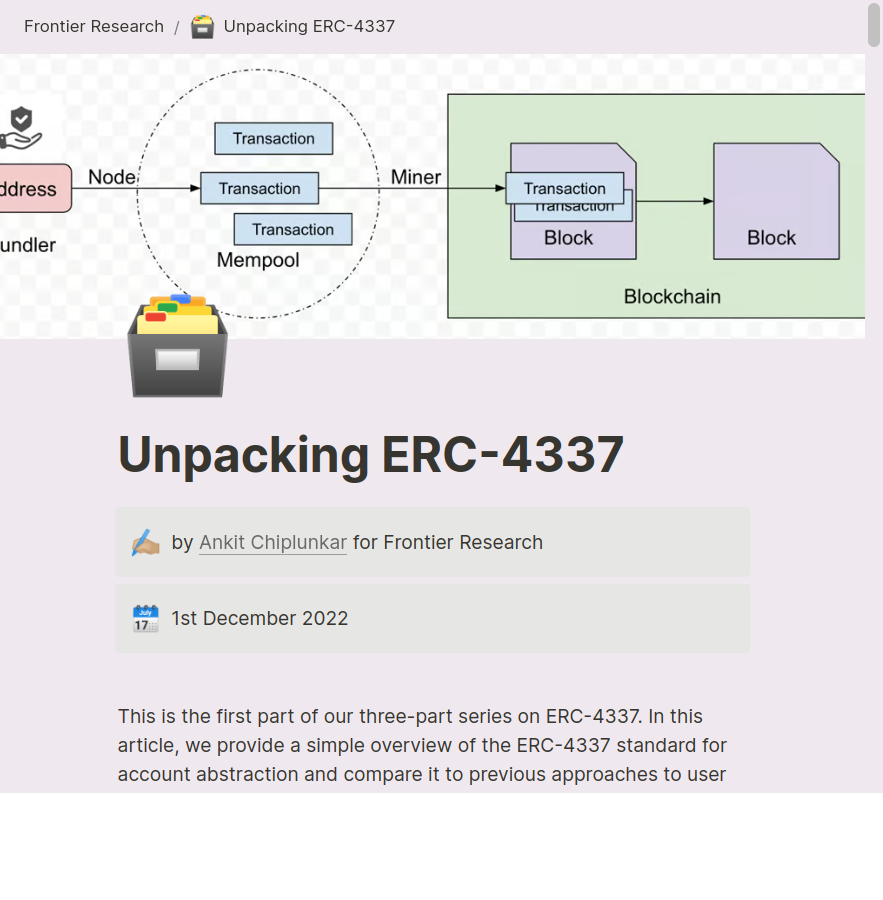 Frontier Research / Unpacking ERC-4337
Transaction
Node
Miner
ddress
Transaction
Transaction
Transaction
Transaction
undler
Mempool
Block
Block
Blockchain
Unpacking ERC-4337
by Ankit Chiplunkar for Frontier Research
July
17
1st December 2022
This is the first part of our three-part series on ERC-4337. In this
article, we provide a simple overview of the ERC-4337 standard for
account abstraction and compare it to previous approaches to user